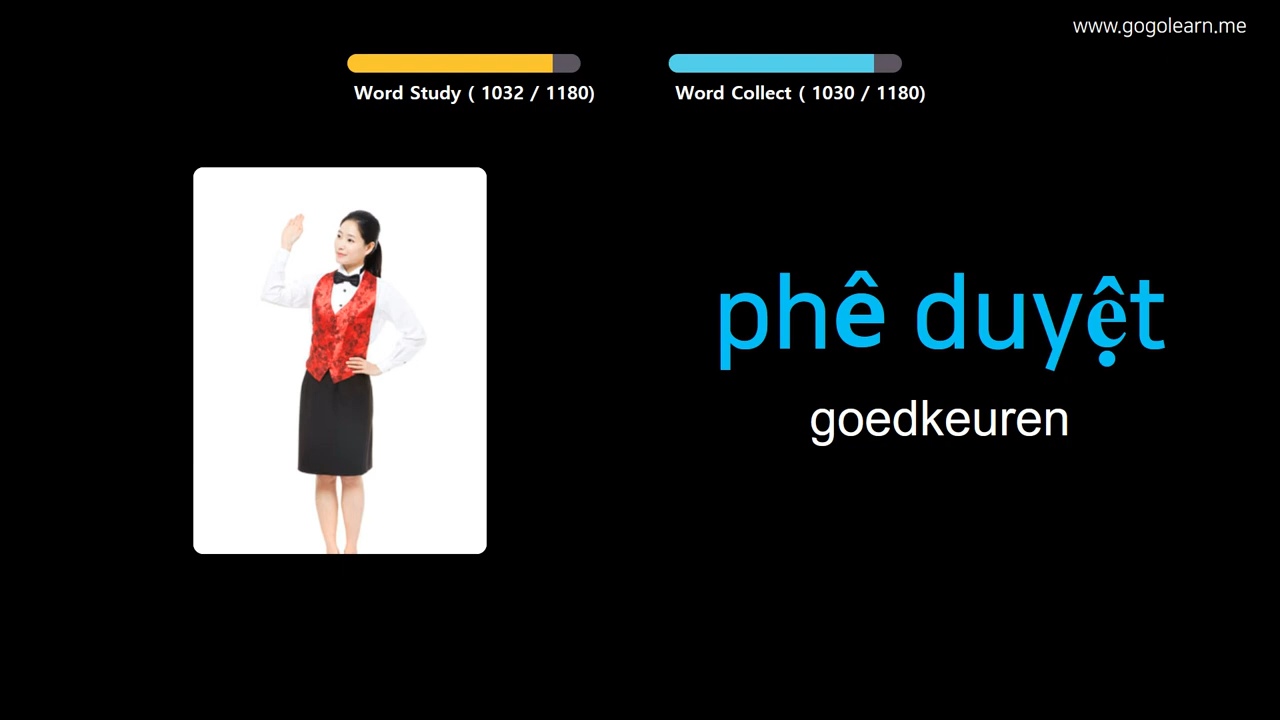 www.gogolearn.me
Word Study ( 1032 / 1180)
Word Collect ( 1030 / 1180)
phê duyệt
goedkeuren